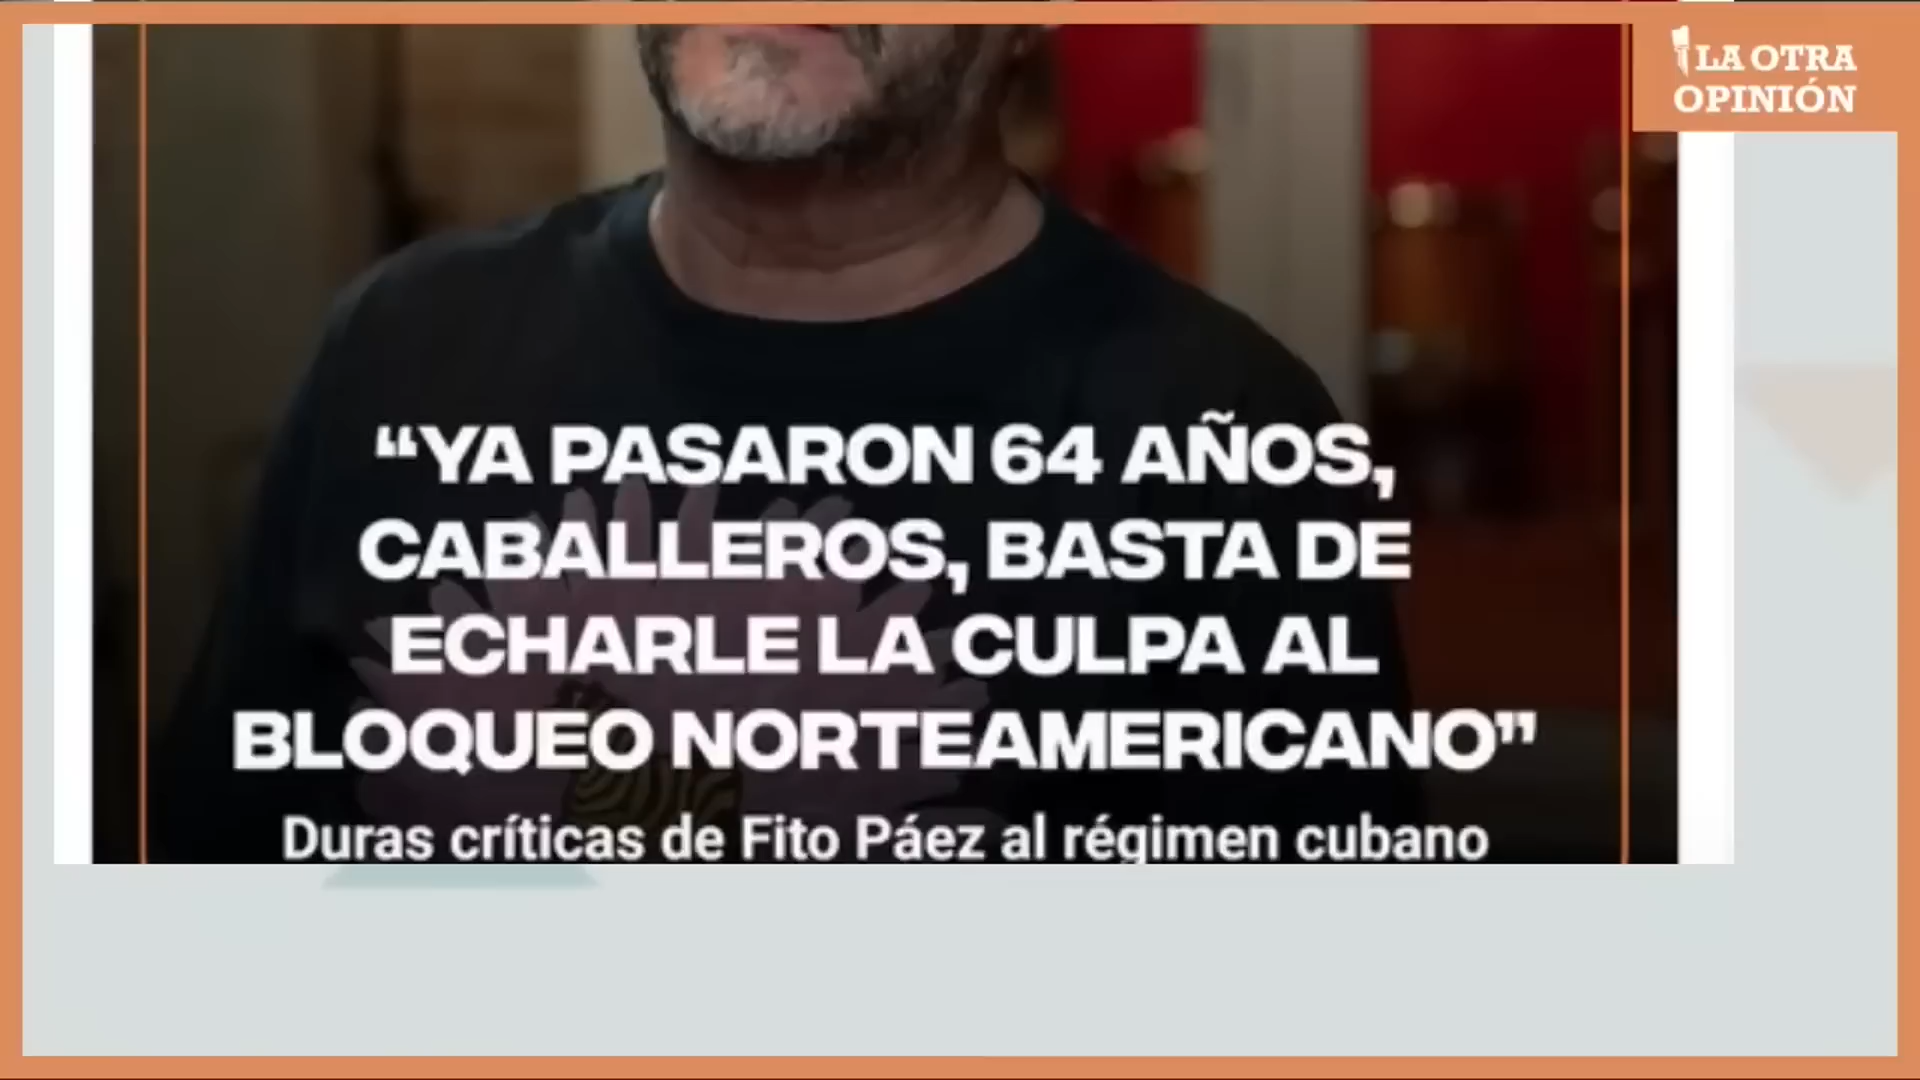 LA OTRA
OPINIÓN
“YA PASARON 64 AÑOS,
CABALLEROS, BASTA DE
ECHARLE LA CULPA AL
BLOQUEO NORTEAMERICANO”
Duras críticas de Fito Páez al régimen cubano